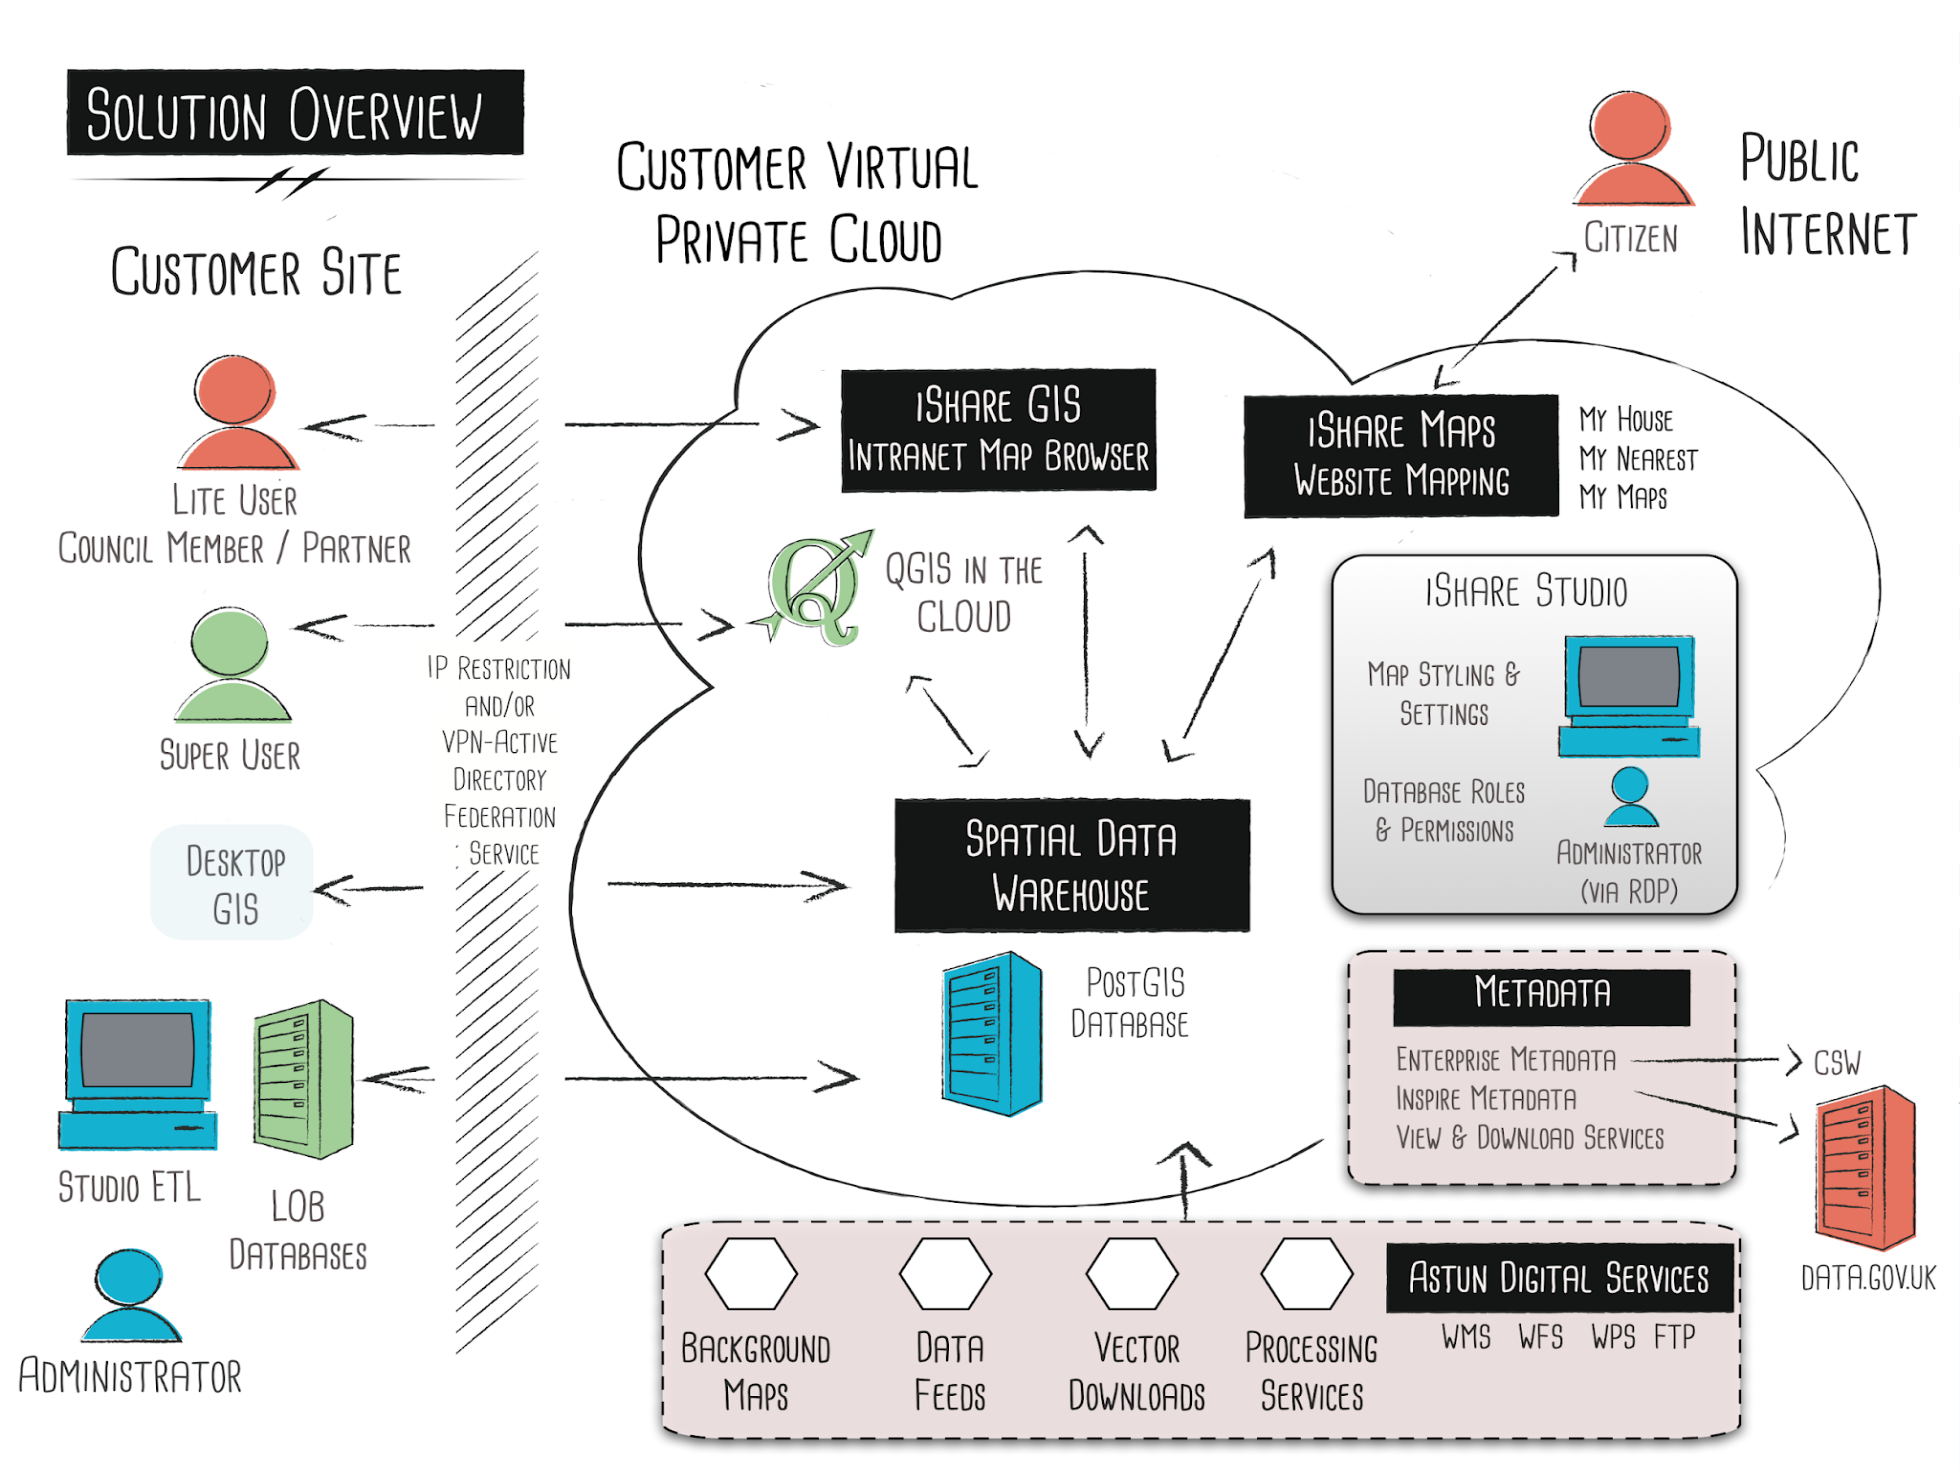 SOLUTION OVERVIEW
CUSTOMER SITE
LITE USER
COUNCIL MEMBER / PARTNER
SUPER USER
DESKTOP
GIS
STUDIO ETL
LOB
DATABASES
ADMINISTRATOR
IP RESTRICTION
AND/OR
VPN-ACTIVE
DIRECTORY
FEDERATION
SERVICE
CUSTOMER VIRTUAL
PRIVATE CLOUD
iSHARE GIS
INTRANET MAP BROWSER
Q
QGIS IN THE
CLOUD
iSHARE MAPS
WEBSITE MAPPING
MY HOUSE
MY NEAREST
MY MAPS
CITIZEN
PUBLIC
INTERNET
iSHARE STUDIO
MAP STYLING &
SETTINGS
DATABASE ROLES
& PERMISSIONS
ADMINISTRATOR
(VIA RDP)
SPATIAL DATA
WAREHOUSE
POSTGIS
DATABASE
METADATA
ENTERPRISE METADATA
INSPIRE METADATA
VIEW & DOWNLOAD SERVICES
CSW
DATA.GOV.UK
BACKGROUND
MAPS
DATA
FEEDS
VECTOR
DOWNLOADS
PROCESSING
SERVICES
ASTUN DIGITAL SERVICES
WMS WFS WPS FTP